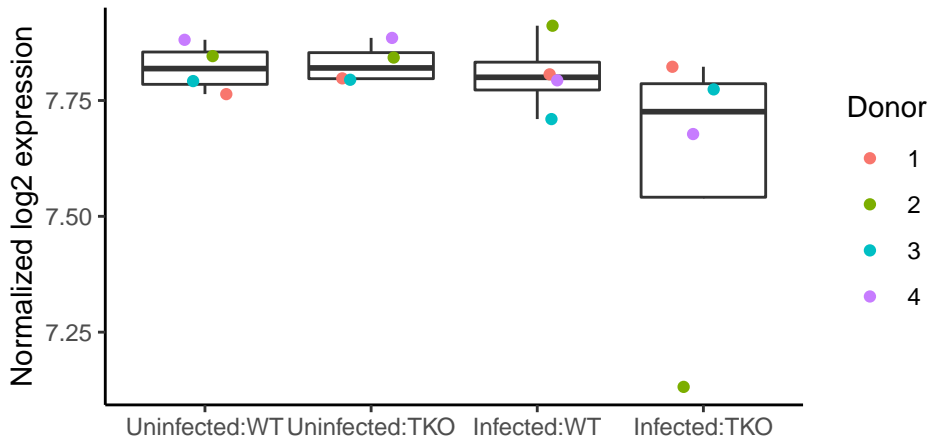 Normalized log2 expression
7.75
7.50
7.25
Uninfected:WT Uninfected:TKO Infected:WT Infected:TKO
Donor
1
2
3
4